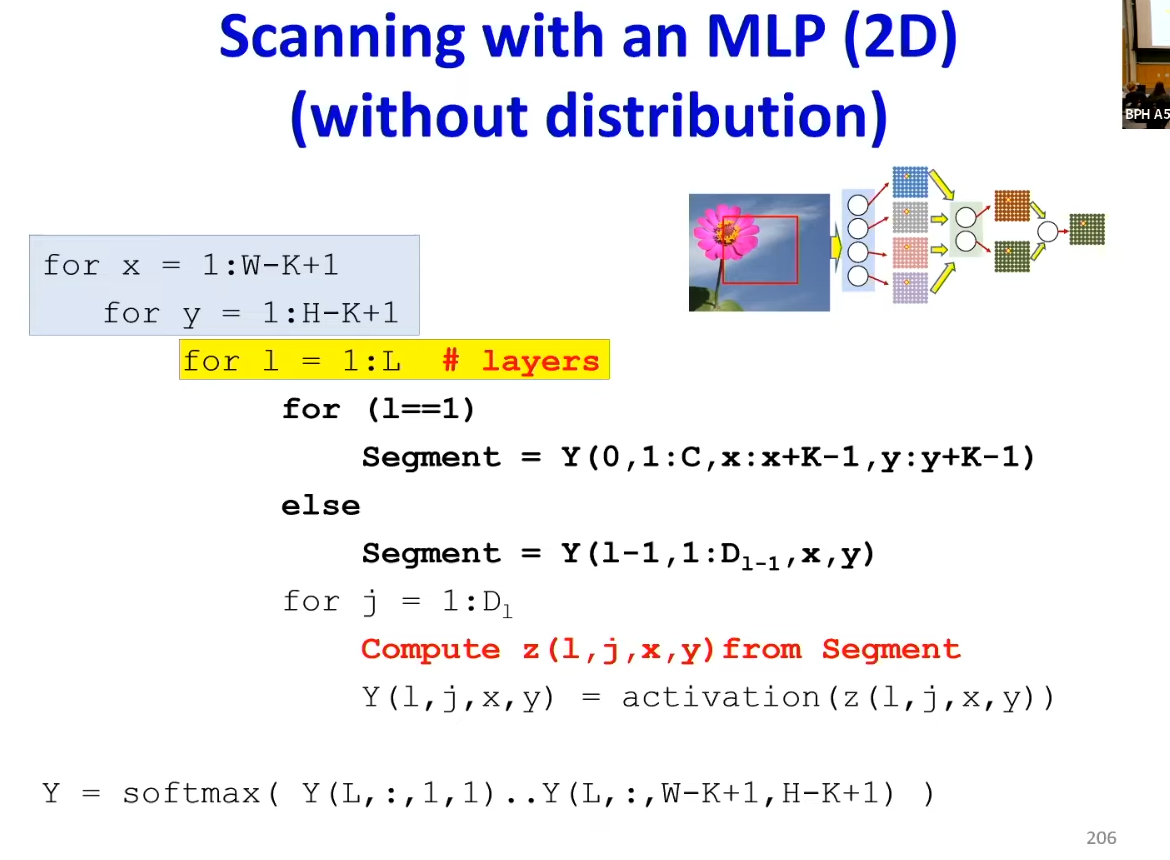 Scanning with an MLP (2D)
(without distribution)
BPH A5
for x = 1:W-K+1
for y = 1:H-K+1
for l = 1:L # layers
for (l==1)
Segment = Y(0,1:C,x:x+K-1,y:y+K-1)
else
Segment = Y(l-1,1:Dl-1,x,y)
for j = 1:Dl
Compute z(l,j,x,y)from Segment
Y(l,j,x,y) = activation(z(l,j,x,y))
Y = softmax( Y(L,:,1,1)..Y(L,:,W-K+1,H-K+1) )
206